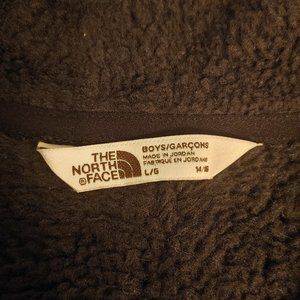 THE
NORTH
FACE
®
BOYS/GARÇONS
MADE IN JORDAN
FABRIQUÉ EN JORDANIE
L/G
14/16